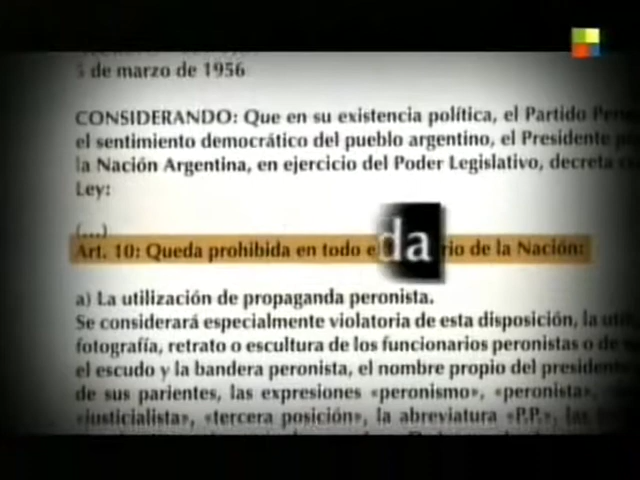 5 de marzo de 1956
CONSIDERANDO: Que en su existencia política, el Partido
el sentimiento democrático del pueblo argentino, el Presidente
la Nación Argentina, en ejercicio del Poder Legislativo, decreta
Ley:
(...)
Art. 10: Queda prohibida en todo e da rio de la Nación:
a) La utilización de propaganda peronista.
Se considerará especialmente violatoria de esta disposición, la
fotografía, retrato o escultura de los funcionarios peronistas o
el escudo y la bandera peronista, el nombre propio del presidente
de sus parientes, las expresiones «peronismo», «peronista»,
«justicialista», «tercera posición», la abreviatura «P.P.», las